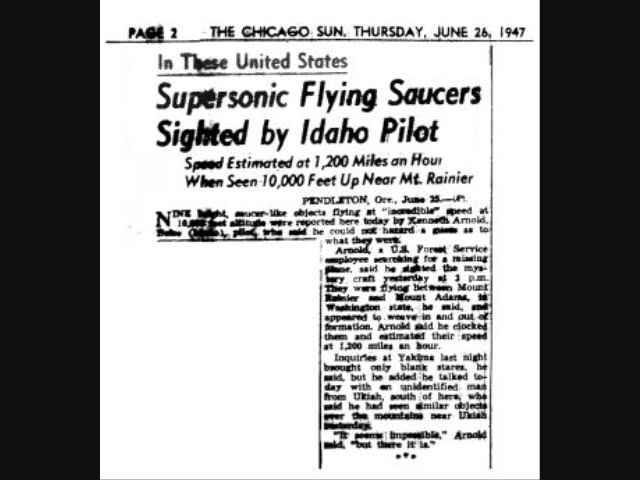 PAGE 2 THE CHICAGO SUN, THURSDAY, JUNE 26, 1947
In These United States
Supersonic Flying Saucers
Sighted by Idaho Pilot
Speed Estimated at 1,200 Miles an Hour
When Seen 10,000 Feet Up Near Mt. Rainier
PENDLETON, Ore., June 25.—(P).
NINE bright, saucer-like objects flying at "incredible" speed at
10,000 feet altitude were reported here today by Kenneth Arnold,
Boise (Idaho), pilot, who said he could not hazard a guess as to
what they were.
Arnold, a U.S. Forest Service
employee searching for a missing
plane, said he sighted the mys-
tery craft yesterday at 3 p.m.
They were flying between Mount
Rainier and Mount Adams, in
Washington state, he said, and
appeared to weave in and out of
formation. Arnold said he clocked
them and estimated their speed
at 1,200 miles an hour.
Inquiries at Yakima last night
brought only blank stares, he
said, but he added he talked to-
day with an unidentified man
from Ukiah, south of here, who
said he had seen similar objects
over the mountains near Ukiah
yesterday.
"It seems impossible," Arnold
said, "but there it is."